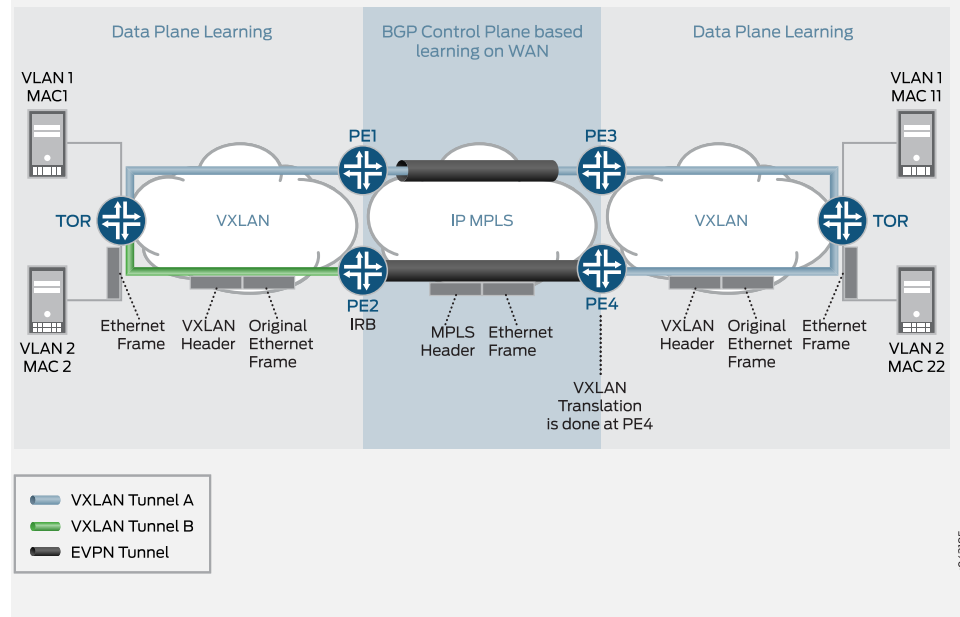 Data Plane Learning
BGP Control Plane based
learning on WAN
Data Plane Learning
VLAN 1
MAC1
VLAN 1
MAC 11
PE1
PE3
TOR
VXLAN
IP MPLS
VXLAN
TOR
PE2
IRB
PE4
VLAN 2
MAC 2
Ethernet
Frame
VXLAN
Header
Original
Ethernet
Frame
MPLS
Header
Ethernet
Frame
VXLAN
Header
Original
Ethernet
Frame
Ethernet
Frame
VLAN 2
MAC 22
VXLAN
Translation
is done at PE4
VXLAN Tunnel A
VXLAN Tunnel B
EVPN Tunnel